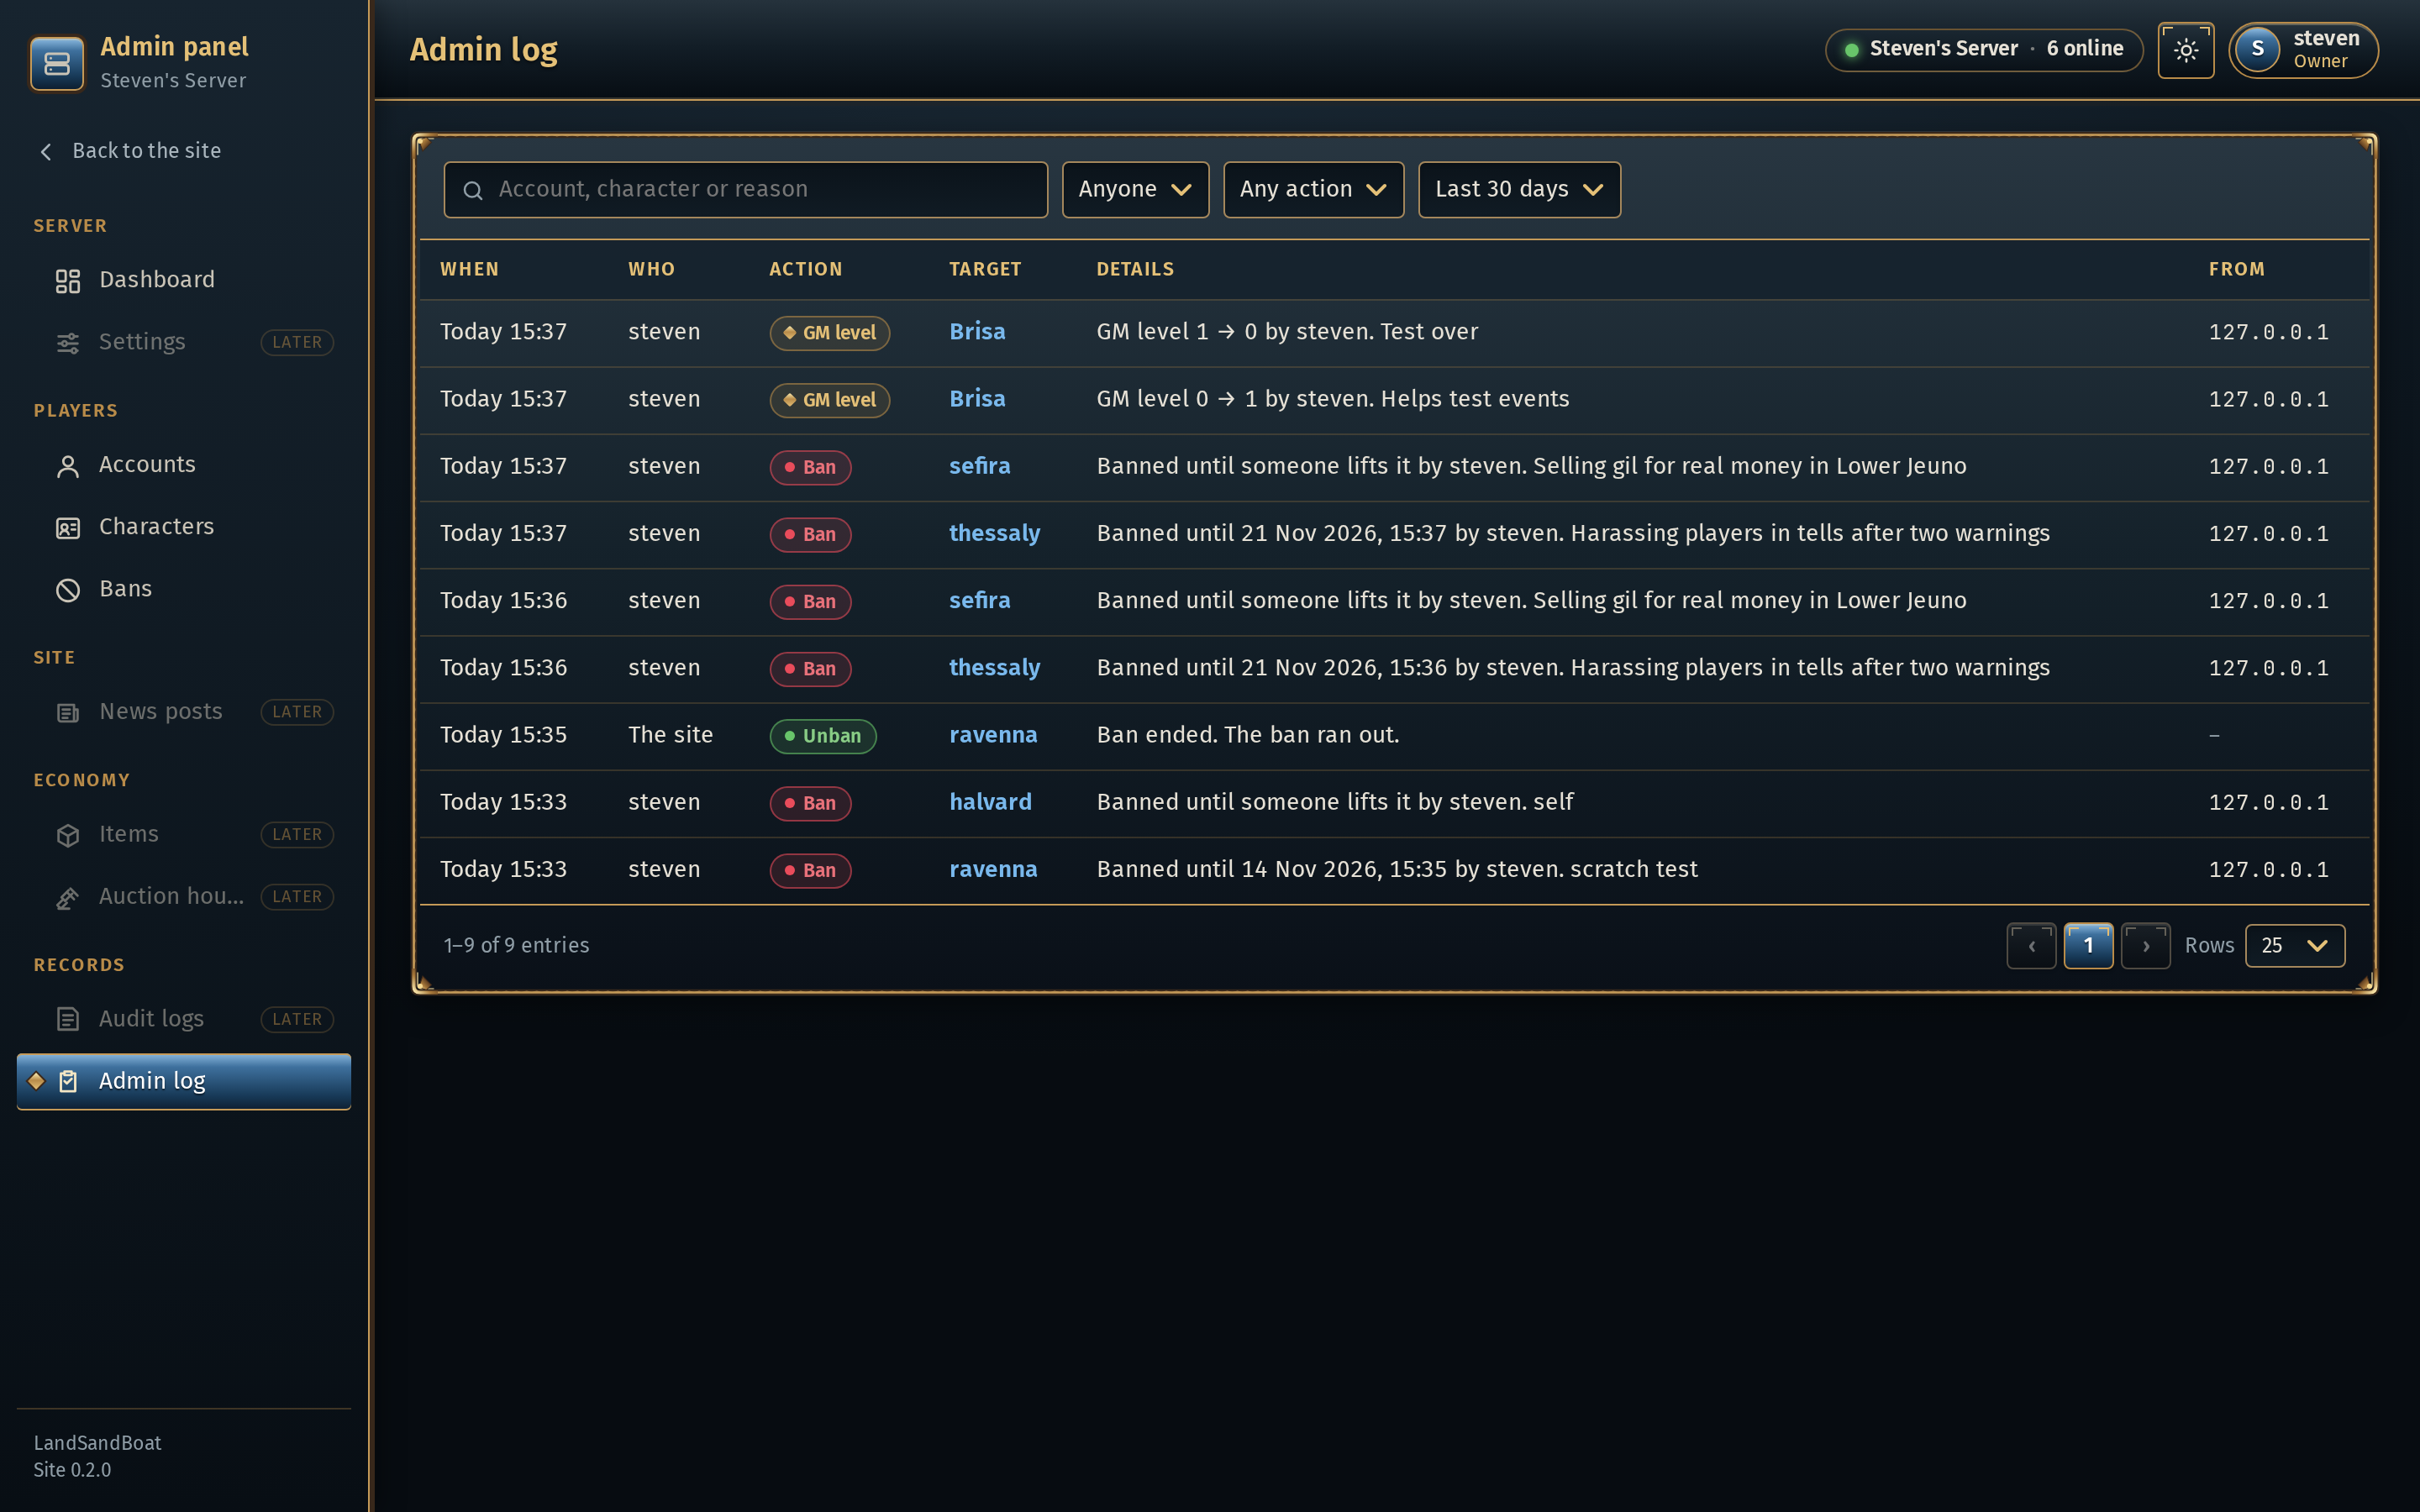 Admin panel
Steven's Server
Back to the site
SERVER
Dashboard
Settings LATER
PLAYERS
Accounts
Characters
Bans
SITE
News posts LATER
ECONOMY
Items LATER
Auction hou... LATER
RECORDS
Audit logs LATER
Admin log
LandSandBoat
Site 0.2.0
Admin log
Steven's Server · 6 online
S
steven
Owner
Account, character or reason
Anyone
Any action
Last 30 days
WHEN WHO ACTION TARGET DETAILS FROM
Today 15:37 steven GM level Brisa GM level 1 → 0 by steven. Test over 127.0.0.1
Today 15:37 steven GM level Brisa GM level 0 → 1 by steven. Helps test events 127.0.0.1
Today 15:37 steven Ban sefira Banned until someone lifts it by steven. Selling gil for real money in Lower Jeuno 127.0.0.1
Today 15:37 steven Ban thessaly Banned until 21 Nov 2026, 15:37 by steven. Harassing players in tells after two warnings 127.0.0.1
Today 15:36 steven Ban sefira Banned until someone lifts it by steven. Selling gil for real money in Lower Jeuno 127.0.0.1
Today 15:36 steven Ban thessaly Banned until 21 Nov 2026, 15:36 by steven. Harassing players in tells after two warnings 127.0.0.1
Today 15:35 The site Unban ravenna Ban ended. The ban ran out. –
Today 15:33 steven Ban halvard Banned until someone lifts it by steven. self 127.0.0.1
Today 15:33 steven Ban ravenna Banned until 14 Nov 2026, 15:35 by steven. scratch test 127.0.0.1
1–9 of 9 entries
‹ 1 › Rows 25